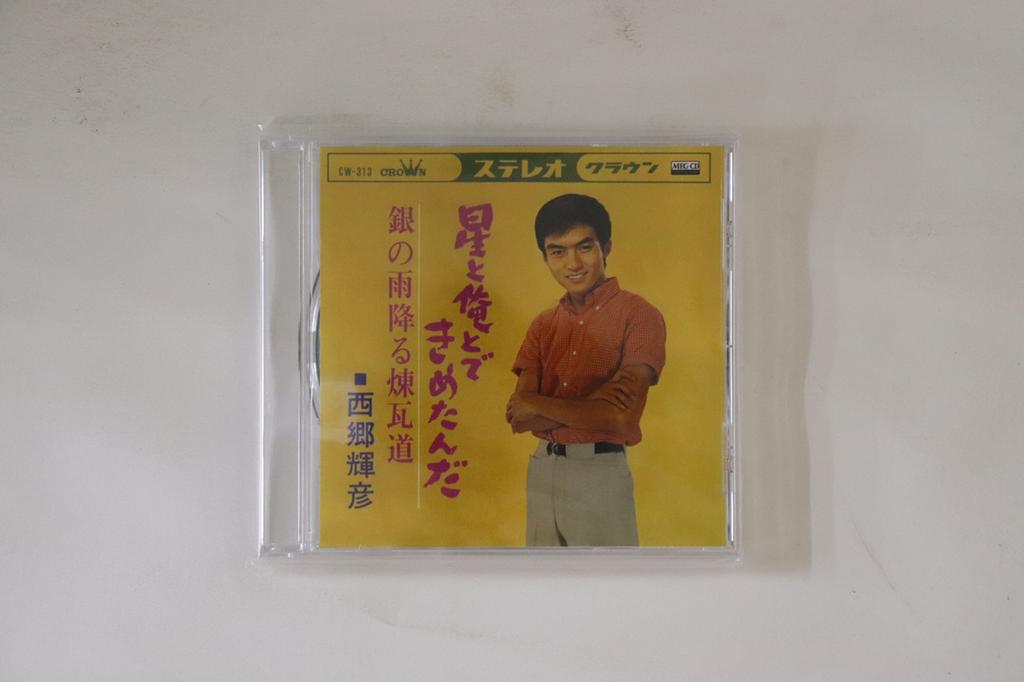 CW-313 CROWN ステレオ クラウン MEG-CD
星と俺とで
きめたんだ
銀の雨降る煉瓦道
■西郷輝彦